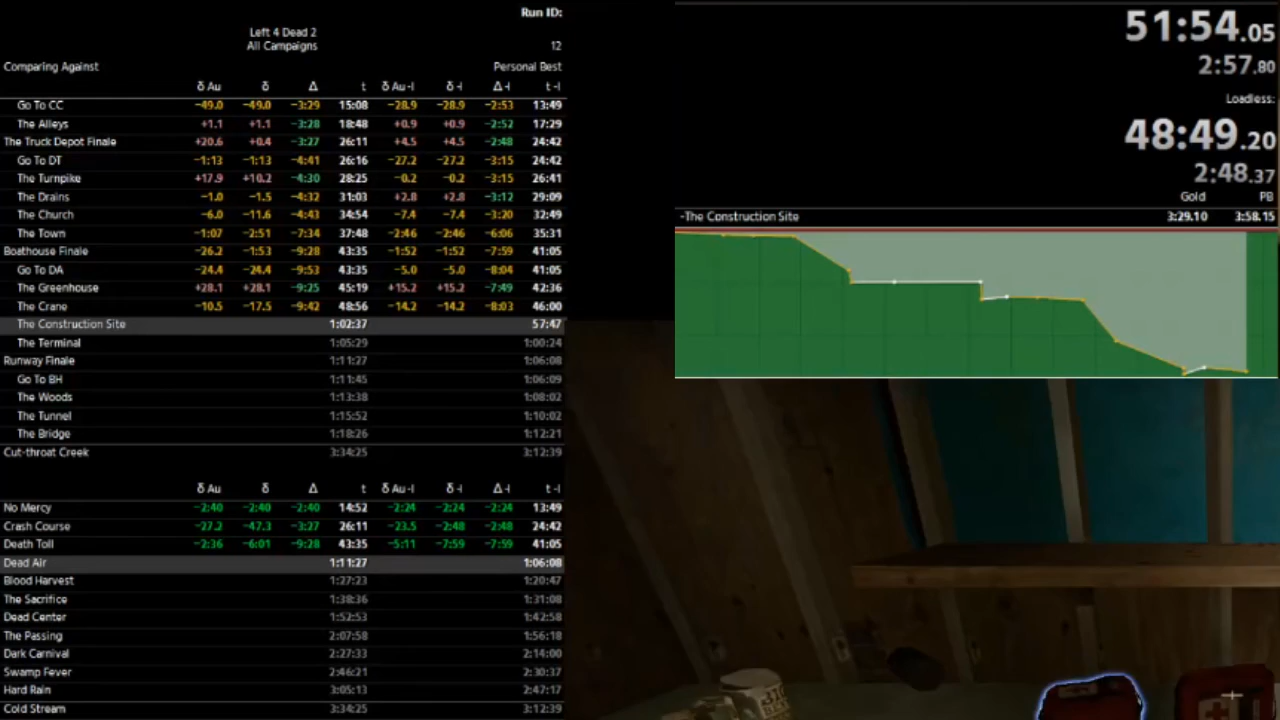 Run ID:
Left 4 Dead 2
All Campaigns 12
Comparing Against Personal Best
δ Au δ Δ t δ Au -l δ -l Δ -l t -l
Go To CC −49.0 −49.0 −3:29 15:08 −28.9 −28.9 −2:53 13:49
The Alleys +1.1 +1.1 −3:28 18:48 +0.9 +0.9 −2:52 17:29
The Truck Depot Finale +20.6 +0.4 −3:27 26:11 +4.5 +4.5 −2:48 24:42
Go To DT −1:13 −1:13 −4:41 26:16 −27.2 −27.2 −3:15 24:42
The Turnpike +17.9 +10.2 −4:30 28:25 −0.2 −0.2 −3:15 26:41
The Drains −1.0 −1.5 −4:32 31:03 +2.8 +2.8 −3:12 29:09
The Church −6.0 −11.6 −4:43 34:54 −7.4 −7.4 −3:20 32:49
The Town −1:07 −2:51 −7:34 37:48 −2:46 −2:46 −6:06 35:31
Boathouse Finale −26.2 −1:53 −9:28 43:35 −1:52 −1:52 −7:59 41:05
Go To DA −24.4 −24.4 −9:53 43:35 −5.0 −5.0 −8:04 41:05
The Greenhouse +28.1 +28.1 −9:25 45:19 +15.2 +15.2 −7:49 42:36
The Crane −10.5 −17.5 −9:42 48:56 −14.2 −14.2 −8:03 46:00
The Construction Site 1:02:37 57:47
The Terminal 1:05:29 1:00:24
Runway Finale 1:11:27 1:06:08
Go To BH 1:11:45 1:06:09
The Woods 1:13:38 1:08:02
The Tunnel 1:15:52 1:10:02
The Bridge 1:18:26 1:12:21
Cut-throat Creek 3:34:25 3:12:39
δ Au δ Δ t δ Au -l δ -l Δ -l t -l
No Mercy −2:40 −2:40 −2:40 14:52 −2:24 −2:24 −2:24 13:49
Crash Course −27.2 −47.3 −3:27 26:11 −23.5 −2:48 −2:48 24:42
Death Toll −2:36 −6:01 −9:28 43:35 −5:11 −7:59 −7:59 41:05
Dead Air 1:11:27 1:06:08
Blood Harvest 1:27:23 1:20:47
The Sacrifice 1:38:36 1:31:08
Dead Center 1:52:53 1:42:58
The Passing 2:07:58 1:56:18
Dark Carnival 2:27:33 2:14:00
Swamp Fever 2:46:21 2:30:37
Hard Rain 3:05:13 2:47:17
Cold Stream 3:34:25 3:12:39
51:54.05
2:57.80
Loadless:
48:49.20
2:48.37
Gold PB
-The Construction Site 3:29.10 3:58.15